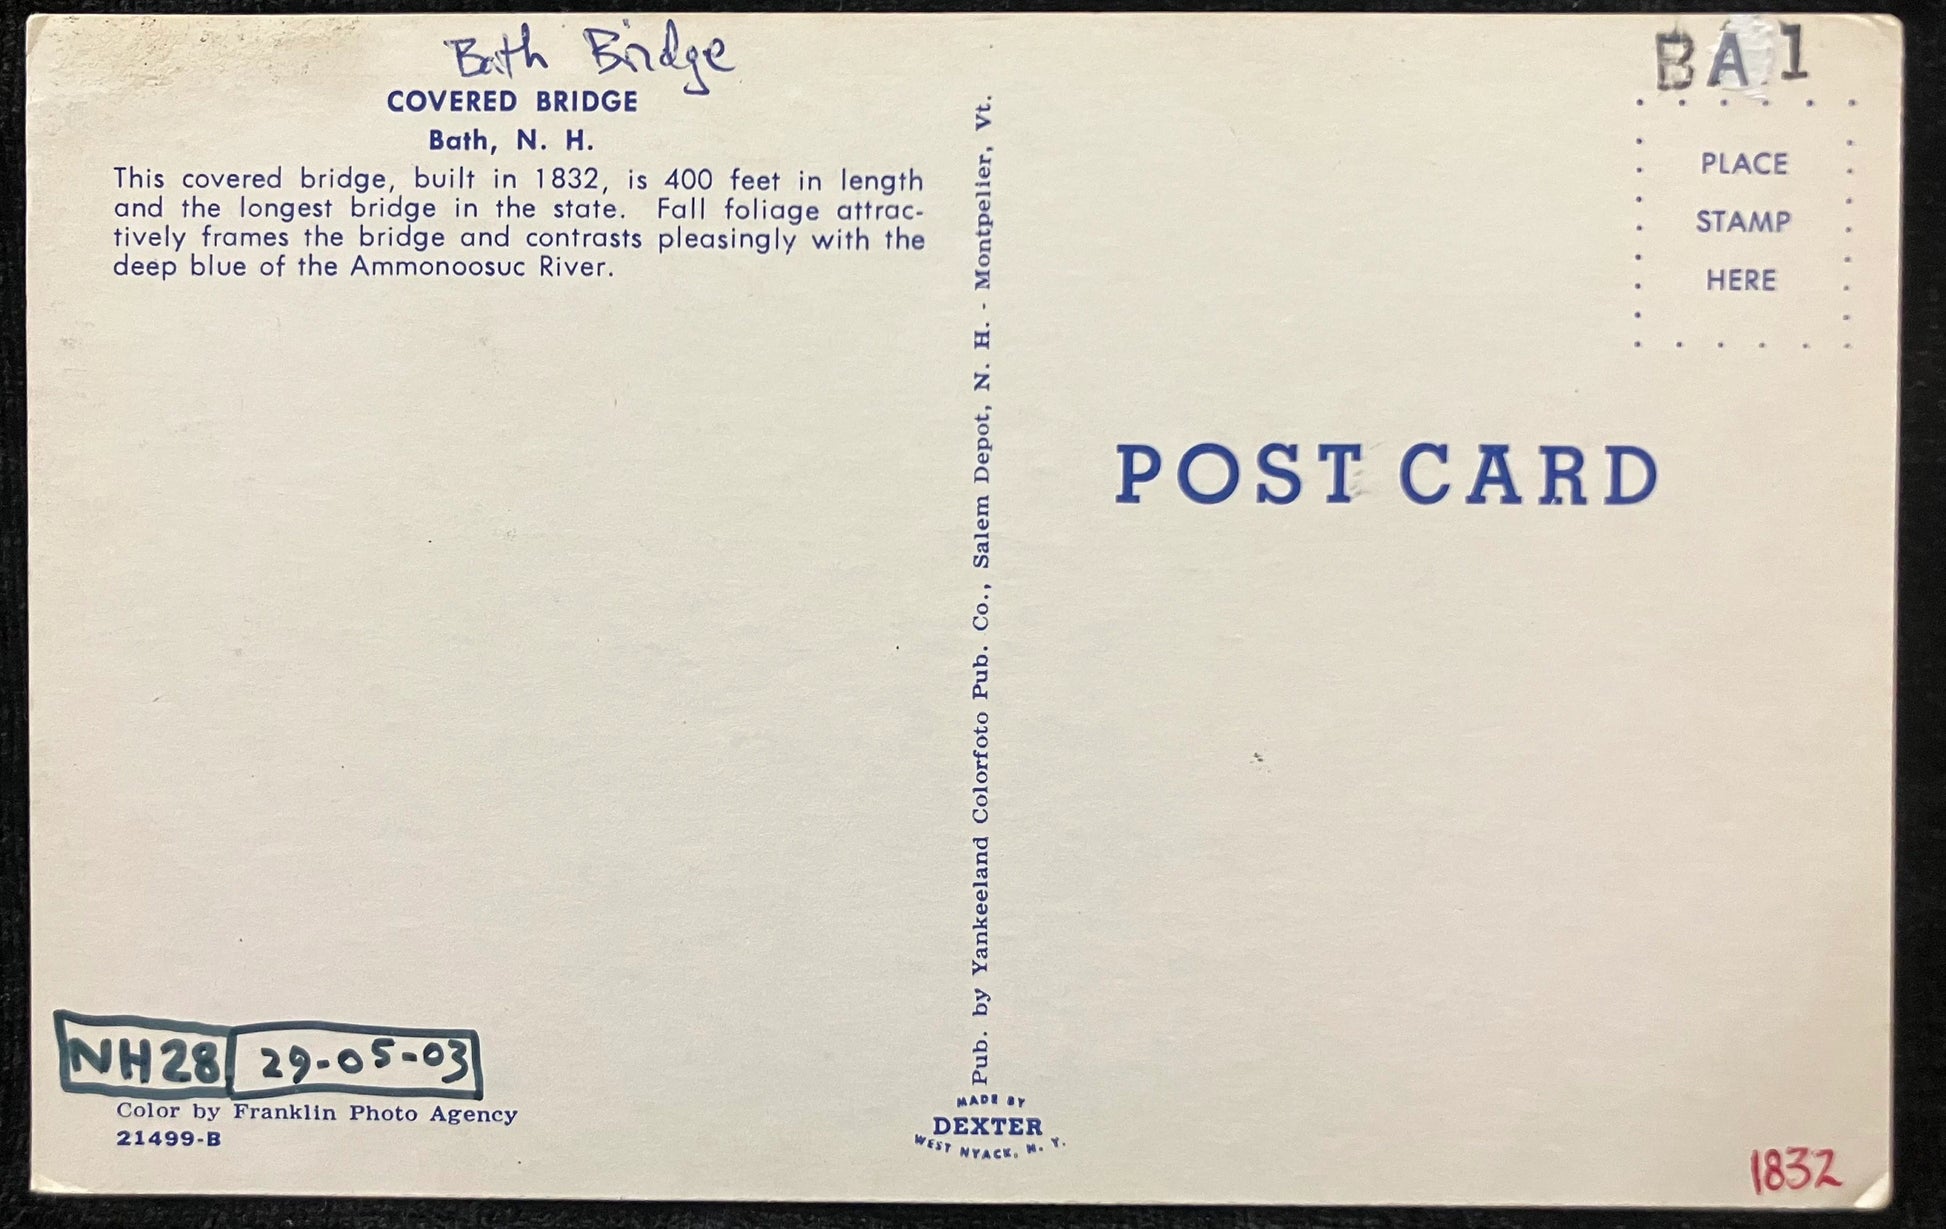 Bath Bridge
COVERED BRIDGE
Bath, N. H.
This covered bridge, built in 1832, is 400 feet in length
and the longest bridge in the state. Fall foliage attrac-
tively frames the bridge and contrasts pleasingly with the
deep blue of the Ammonoosuc River.
NH28 29-05-03
Color by Franklin Photo Agency
21499-B
Pub. by Yankeeland Colorfoto Pub. Co., Salem Depot, N. H. - Montpelier, Vt.
MADE BY
DEXTER
WEST NYACK, N. Y.
BA 1
PLACE
STAMP
HERE
POST CARD
1832